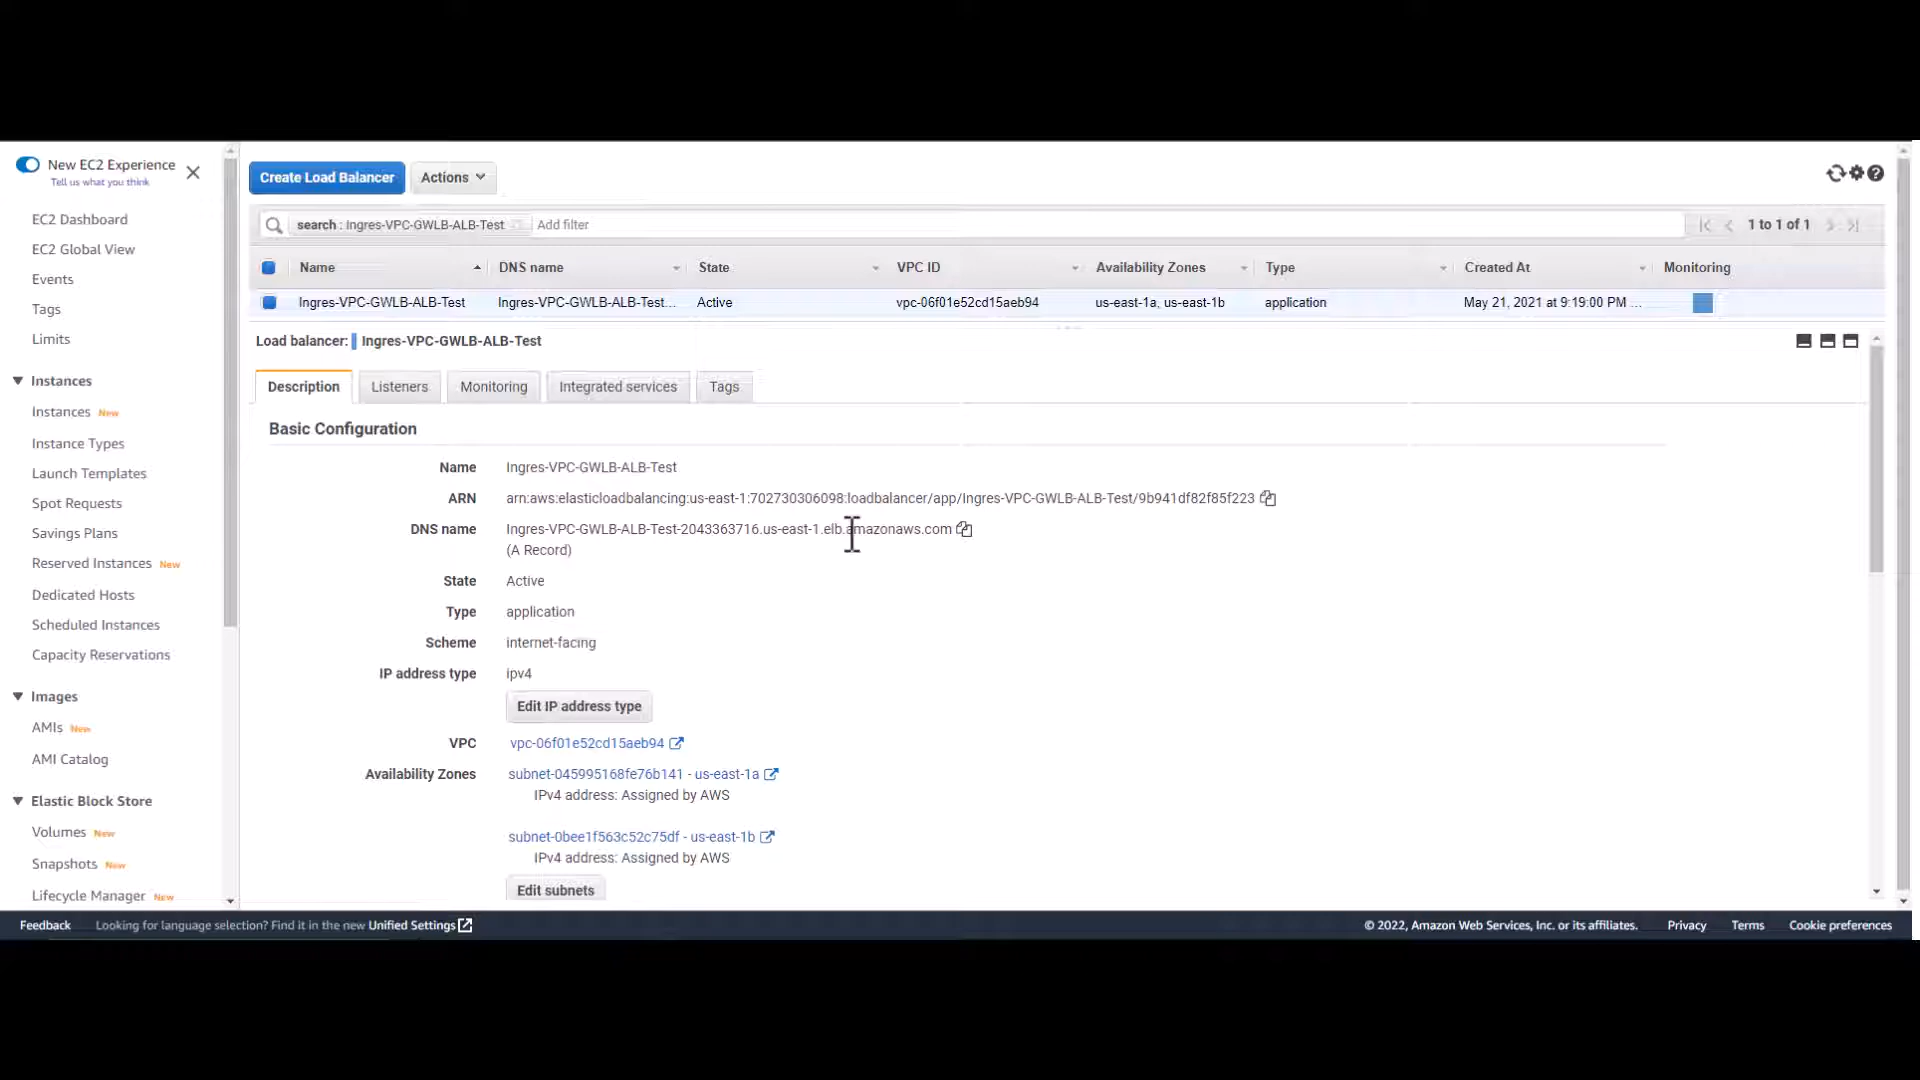 New EC2 Experience
Tell us what you think
EC2 Dashboard
EC2 Global View
Events
Tags
Limits
Instances
Instances New
Instance Types
Launch Templates
Spot Requests
Savings Plans
Reserved Instances New
Dedicated Hosts
Scheduled Instances
Capacity Reservations
Images
AMIs New
AMI Catalog
Elastic Block Store
Volumes New
Snapshots New
Lifecycle Manager New
Create Load Balancer Actions
search : Ingres-VPC-GWLB-ALB-Test Add filter 1 to 1 of 1
Name DNS name State VPC ID Availability Zones Type Created At Monitoring
Ingres-VPC-GWLB-ALB-Test Ingres-VPC-GWLB-ALB-Test... Active vpc-06f01e52cd15aeb94 us-east-1a, us-east-1b application May 21, 2021 at 9:19:00 PM ...
Load balancer: Ingres-VPC-GWLB-ALB-Test
Description Listeners Monitoring Integrated services Tags
Basic Configuration
Name Ingres-VPC-GWLB-ALB-Test
ARN arn:aws:elasticloadbalancing:us-east-1:702730306098:loadbalancer/app/Ingres-VPC-GWLB-ALB-Test/9b941df82f85f223
DNS name Ingres-VPC-GWLB-ALB-Test-2043363716.us-east-1.elb.amazonaws.com
(A Record)
State Active
Type application
Scheme internet-facing
IP address type ipv4
Edit IP address type
VPC vpc-06f01e52cd15aeb94
Availability Zones subnet-045995168fe76b141 - us-east-1a
IPv4 address: Assigned by AWS
subnet-0bee1f563c52c75df - us-east-1b
IPv4 address: Assigned by AWS
Edit subnets
Feedback Looking for language selection? Find it in the new Unified Settings © 2022, Amazon Web Services, Inc. or its affiliates. Privacy Terms Cookie preferences